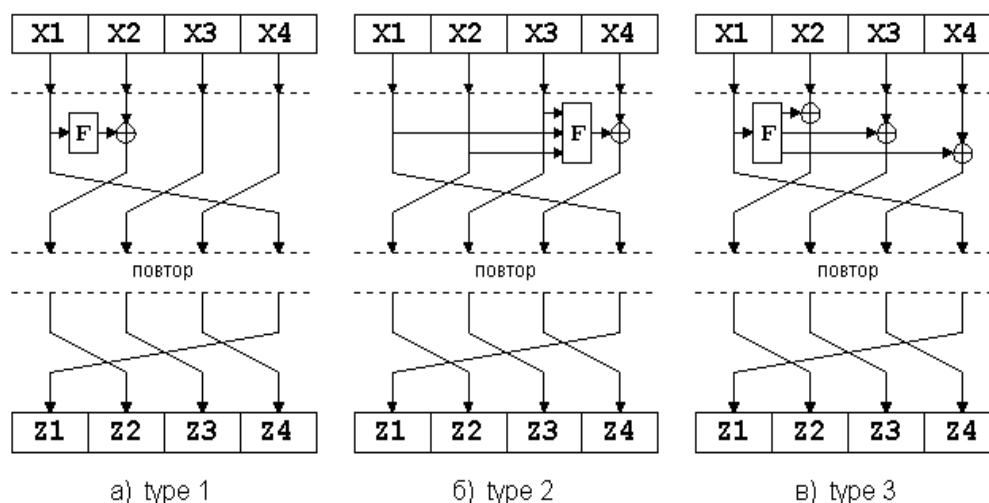 X1 X2 X3 X4 X1 X2 X3 X4 X1 X2 X3 X4
F F F
повтор повтор повтор
Z1 Z2 Z3 Z4 Z1 Z2 Z3 Z4 Z1 Z2 Z3 Z4
а) type 1 б) type 2 в) type 3